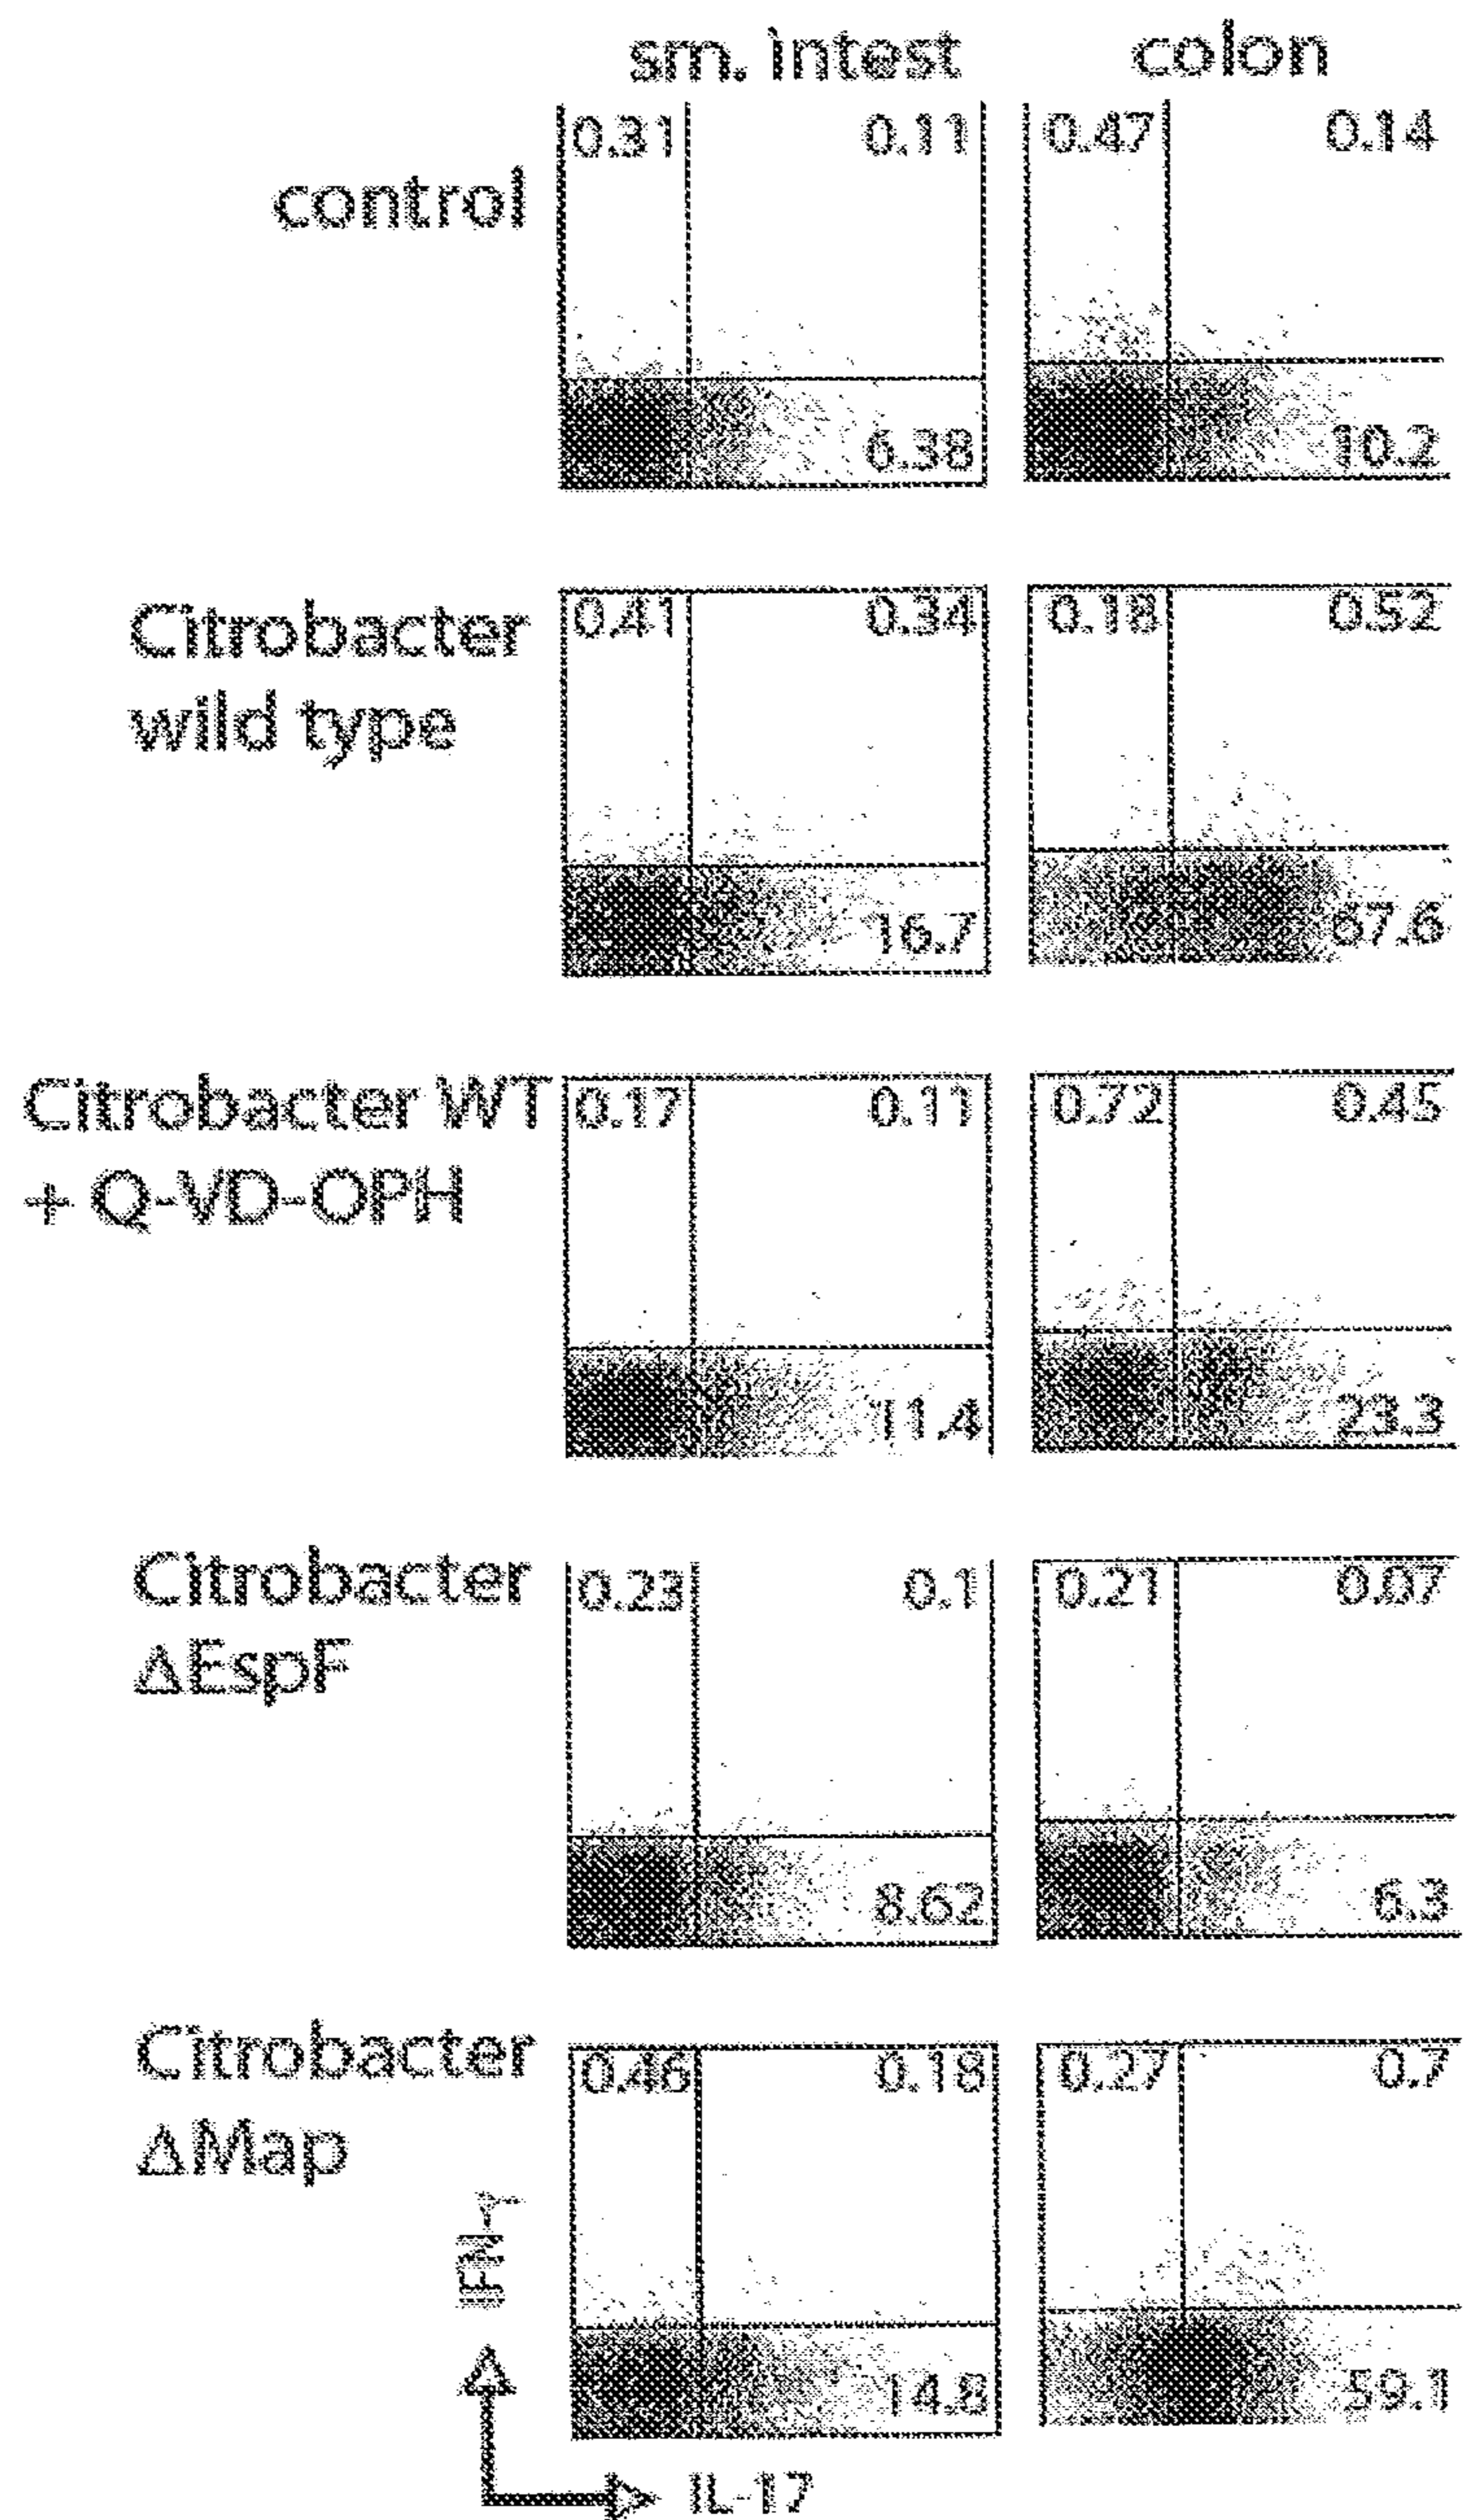 sm. intest colon
0.31 0.11 0.47 0.14
control
6.38 10.2
Citrobacter
wild type
0.41 0.34 0.18 0.52
16.7 67.6
Citrobacter WT
+ Q-VD-OPH
0.17 0.11 0.72 0.45
11.4 23.3
Citrobacter
ΔEspF
0.23 0.1 0.21 0.07
8.62 6.3
Citrobacter
ΔMap
0.46 0.18 0.27 0.7
14.8 59.1
IFN-γ
IL-17